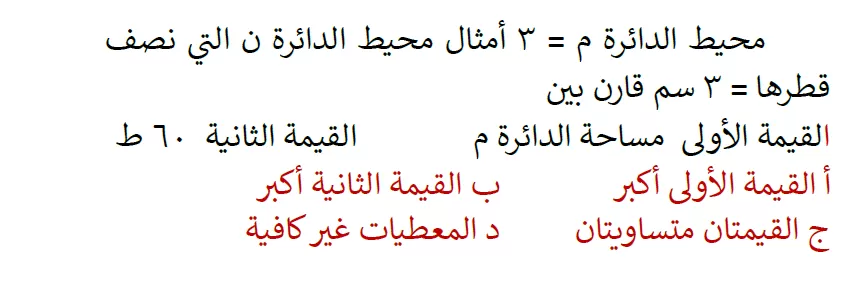 محيط الدائرة م = ٣ أمثال محيط الدائرة ن التي نصف
قطرها = ٣ سم قارن بين
القيمة الأولى مساحة الدائرة م القيمة الثانية ٦٠ ط
أ القيمة الأولى أكبر ب القيمة الثانية أكبر
ج القيمتان متساويتان د المعطيات غير كافية